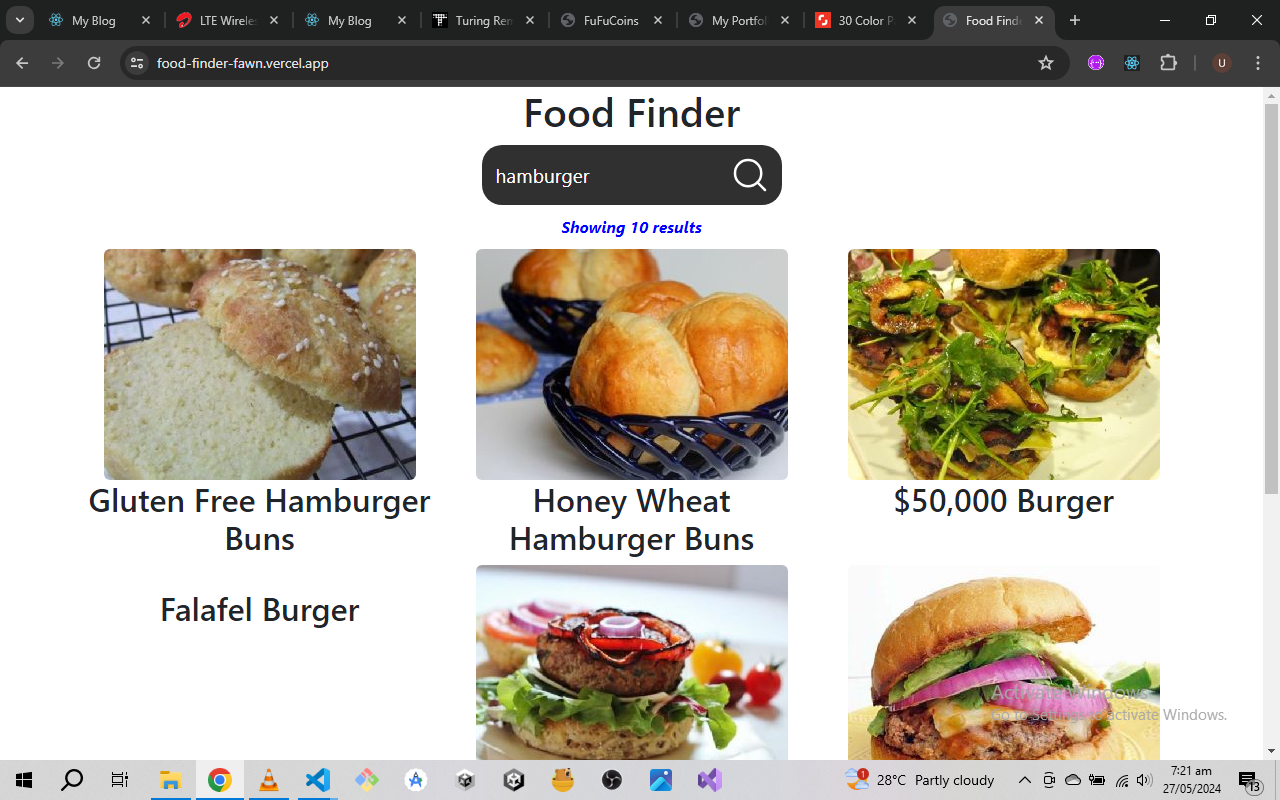 My Blog
LTE Wirele
My Blog
Turing Ren
FuFuCoins
My Portfol
30 Color P
Food Find
food-finder-fawn.vercel.app
U
Food Finder
hamburger
Showing 10 results
Gluten Free Hamburger
Buns
Honey Wheat
Hamburger Buns
$50,000 Burger
Falafel Burger
Activate Windows
Go to Settings to activate Windows.
1
28°C Partly cloudy
7:21 am
27/05/2024
13